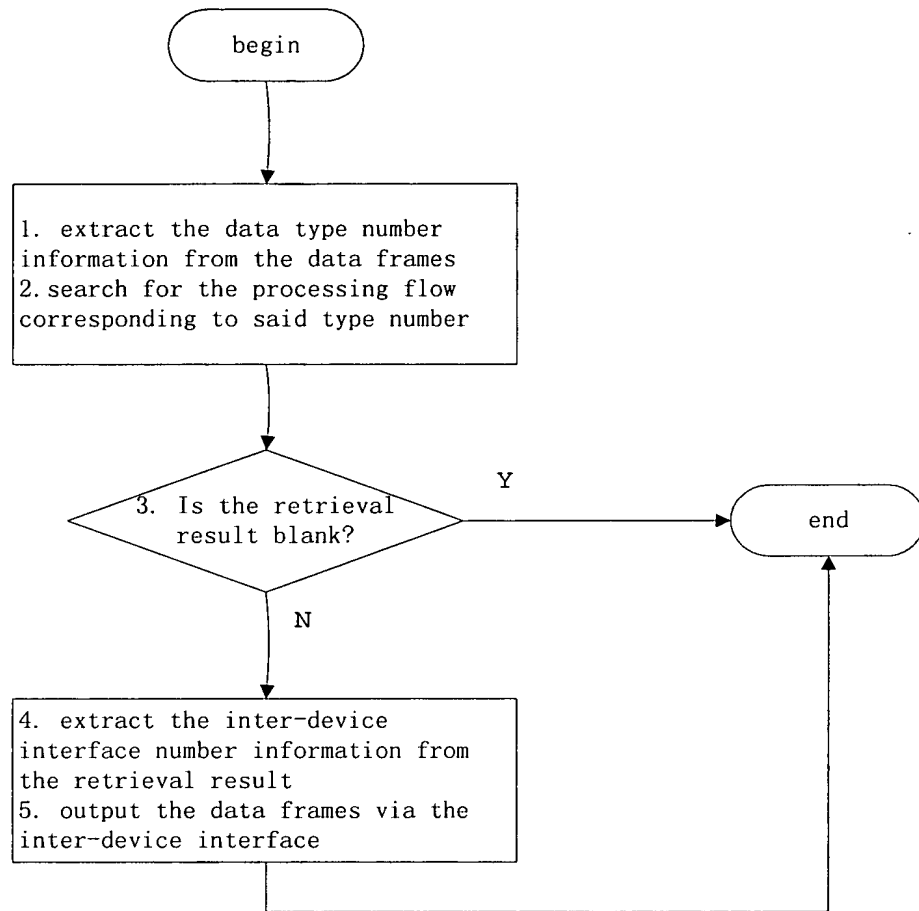 begin
1. extract the data type number
information from the data frames
2. search for the processing flow
corresponding to said type number
3. Is the retrieval
result blank?
Y
end
N
4. extract the inter-device
interface number information from
the retrieval result
5. output the data frames via the
inter-device interface